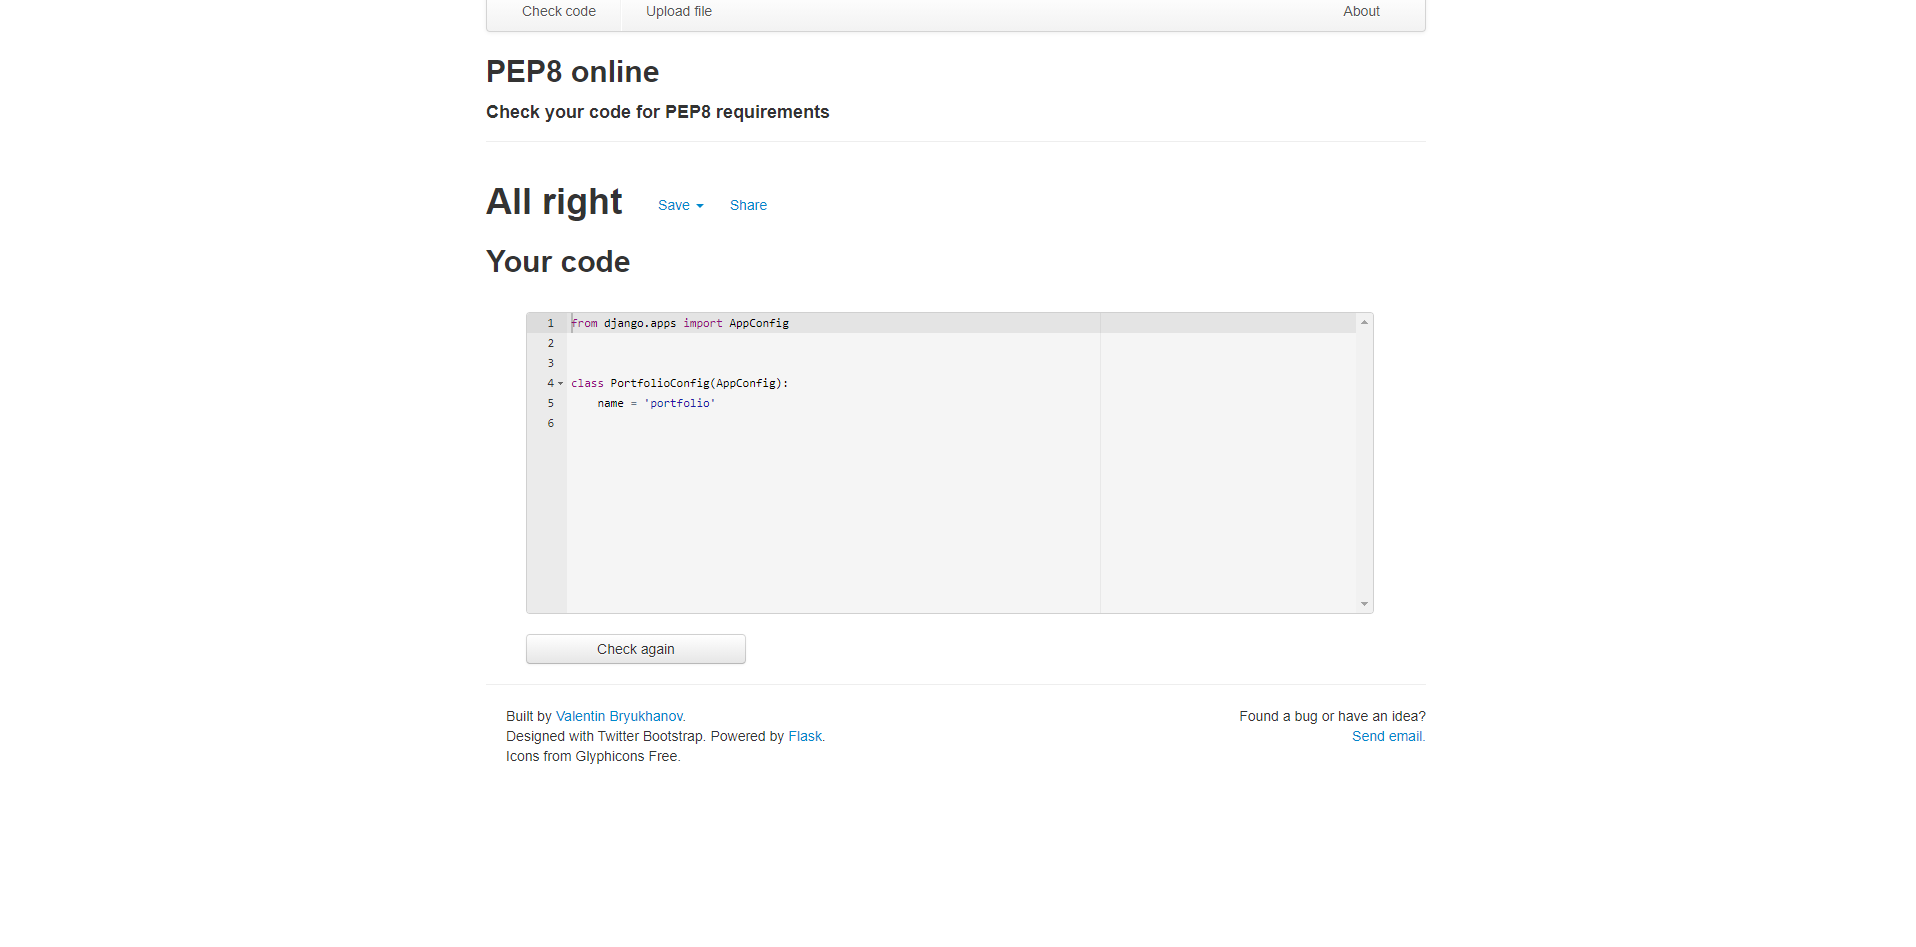 Check code Upload file About
PEP8 online
Check your code for PEP8 requirements
All right Save Share
Your code
1 from django.apps import AppConfig
2
3
4 class PortfolioConfig(AppConfig):
5     name = 'portfolio'
6
Check again
Built by Valentin Bryukhanov. Found a bug or have an idea?
Designed with Twitter Bootstrap. Powered by Flask. Send email.
Icons from Glyphicons Free.